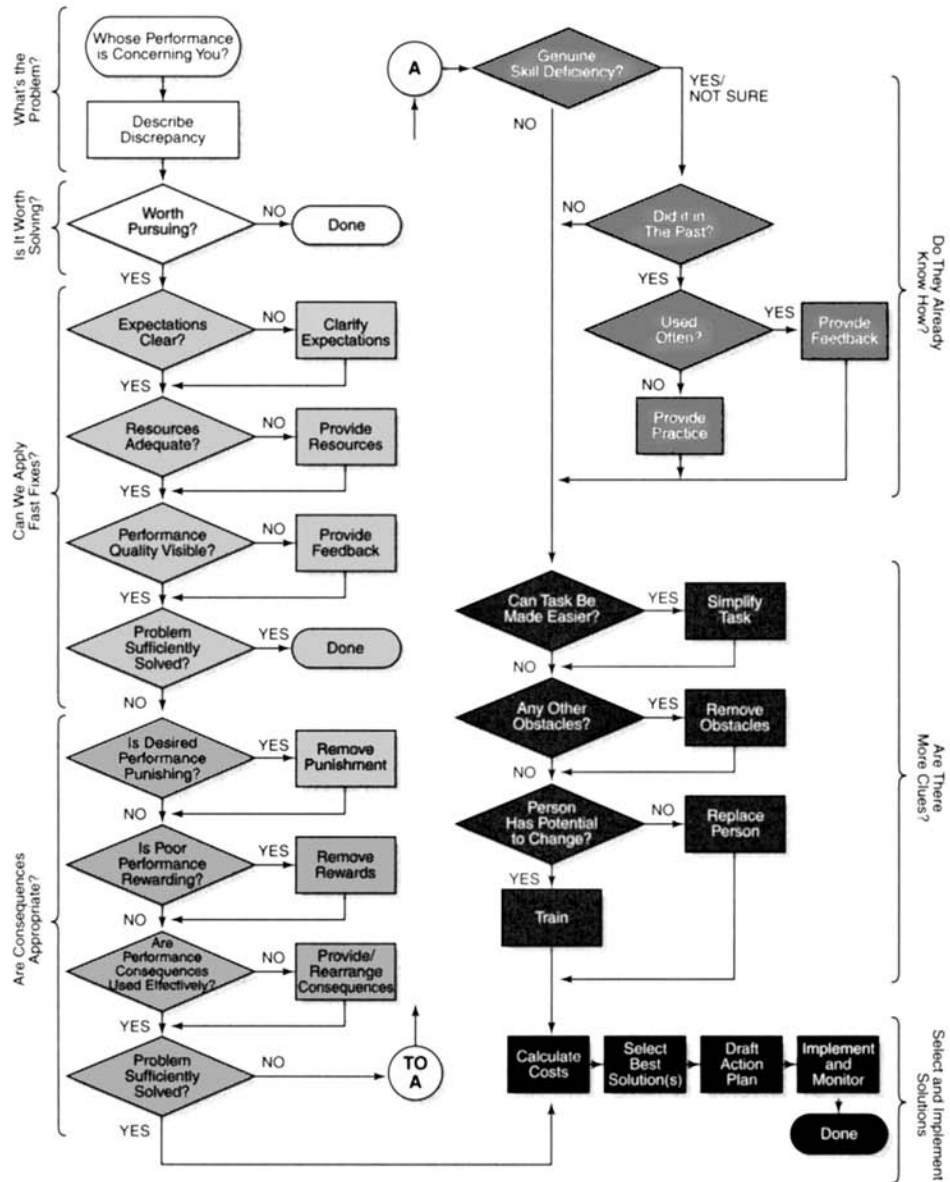 What's the
Problem?
Whose Performance
is Concerning You?
Describe
Discrepancy
Is It Worth
Solving?
Worth
Pursuing?
NO
Done
YES
Can We Apply
Fast Fixes?
Expectations
Clear?
NO
Clarify
Expectations
YES
Resources
Adequate?
NO
Provide
Resources
YES
Performance
Quality Visible?
NO
Provide
Feedback
YES
Problem
Sufficiently
Solved?
YES
Done
NO
Are Consequences
Appropriate?
Is Desired
Performance
Punishing?
YES
Remove
Punishment
NO
Is Poor
Performance
Rewarding?
YES
Remove
Rewards
NO
Are
Performance
Consequences
Used Effectively?
NO
Provide/
Rearrange
Consequences
YES
Problem
Sufficiently
Solved?
NO
TO
A
YES
A
Genuine
Skill Deficiency?
YES/
NOT SURE
NO
Did it in
The Past?
NO
YES
Used
Often?
YES
Provide
Feedback
NO
Provide
Practice
Do They Already
Know How?
Can Task Be
Made Easier?
YES
Simplify
Task
NO
Any Other
Obstacles?
YES
Remove
Obstacles
NO
Person
Has Potential
to Change?
NO
Replace
Person
YES
Train
Are There
More Clues?
Calculate
Costs
Select
Best
Solution(s)
Draft
Action
Plan
Implement
and
Monitor
Done
Select and Implement
Solutions